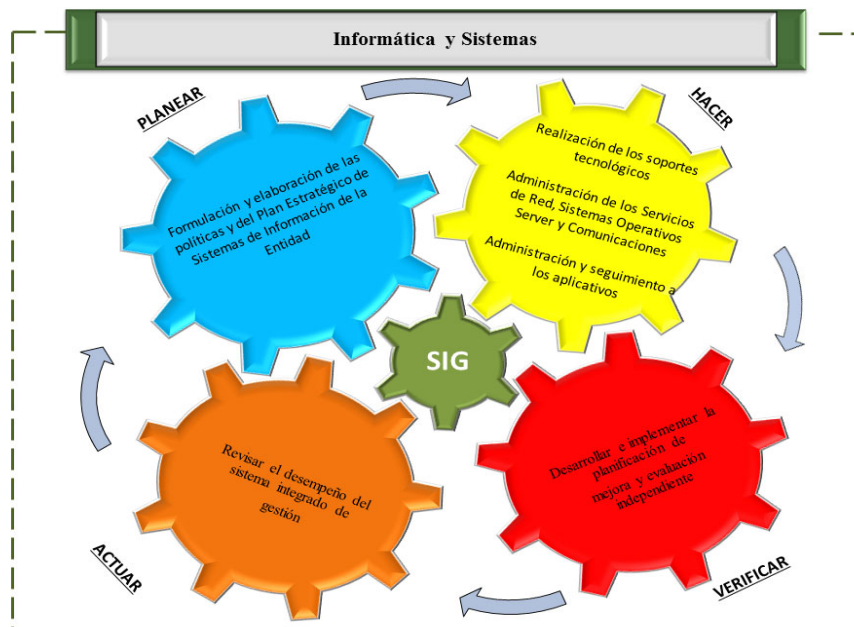 Informática y Sistemas
PLANEAR
Formulación y elaboración de las
políticas y del Plan Estratégico de
Sistemas de Información de la
Entidad
HACER
Realización de los soportes
tecnológicos
Administración de los Servicios
de Red, Sistemas Operativos
Server y Comunicaciones
Administración y seguimiento a
los aplicativos
SIG
Desarrollar e implementar la
planificación de
mejora y evaluación
independiente
VERIFICAR
Revisar el desempeño del
sistema integrado de
gestión
ACTUAR